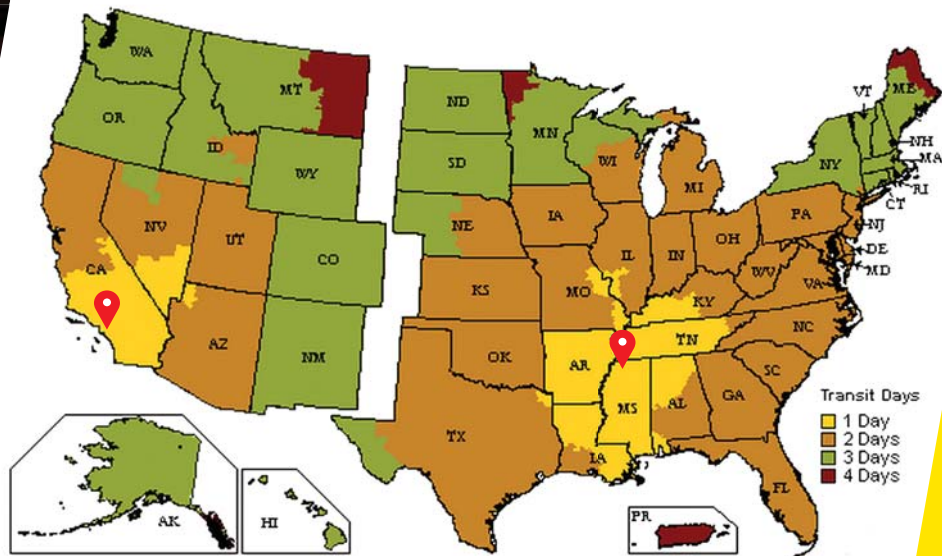 WA
MT
ND
MN
VT
ME
OR
ID
NH
MA
WY
SD
WI
MI
NY
RI
CT
NV
UT
NE
IA
PA
NJ
CA
CO
IL
IN
OH
DE
MD
WV
VA
KS
MO
KY
AZ
NM
OK
AR
TN
NC
SC
TX
LA
MS
AL
GA
FL
Transit Days
1 Day
2 Days
3 Days
4 Days
AK
HI
PR